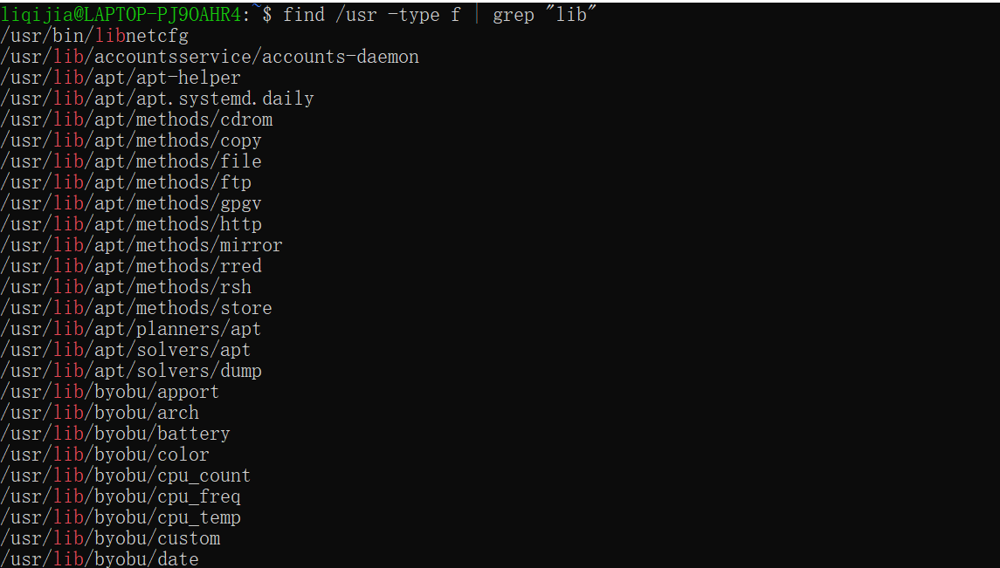 liqijia@LAPTOP-PJ9OAHR4:~$ find /usr -type f | grep "lib"
/usr/bin/libnetcfg
/usr/lib/accountsservice/accounts-daemon
/usr/lib/apt/apt-helper
/usr/lib/apt/apt.systemd.daily
/usr/lib/apt/methods/cdrom
/usr/lib/apt/methods/copy
/usr/lib/apt/methods/file
/usr/lib/apt/methods/ftp
/usr/lib/apt/methods/gpgv
/usr/lib/apt/methods/http
/usr/lib/apt/methods/mirror
/usr/lib/apt/methods/rred
/usr/lib/apt/methods/rsh
/usr/lib/apt/methods/store
/usr/lib/apt/planners/apt
/usr/lib/apt/solvers/apt
/usr/lib/apt/solvers/dump
/usr/lib/byobu/apport
/usr/lib/byobu/arch
/usr/lib/byobu/battery
/usr/lib/byobu/color
/usr/lib/byobu/cpu_count
/usr/lib/byobu/cpu_freq
/usr/lib/byobu/cpu_temp
/usr/lib/byobu/custom
/usr/lib/byobu/date